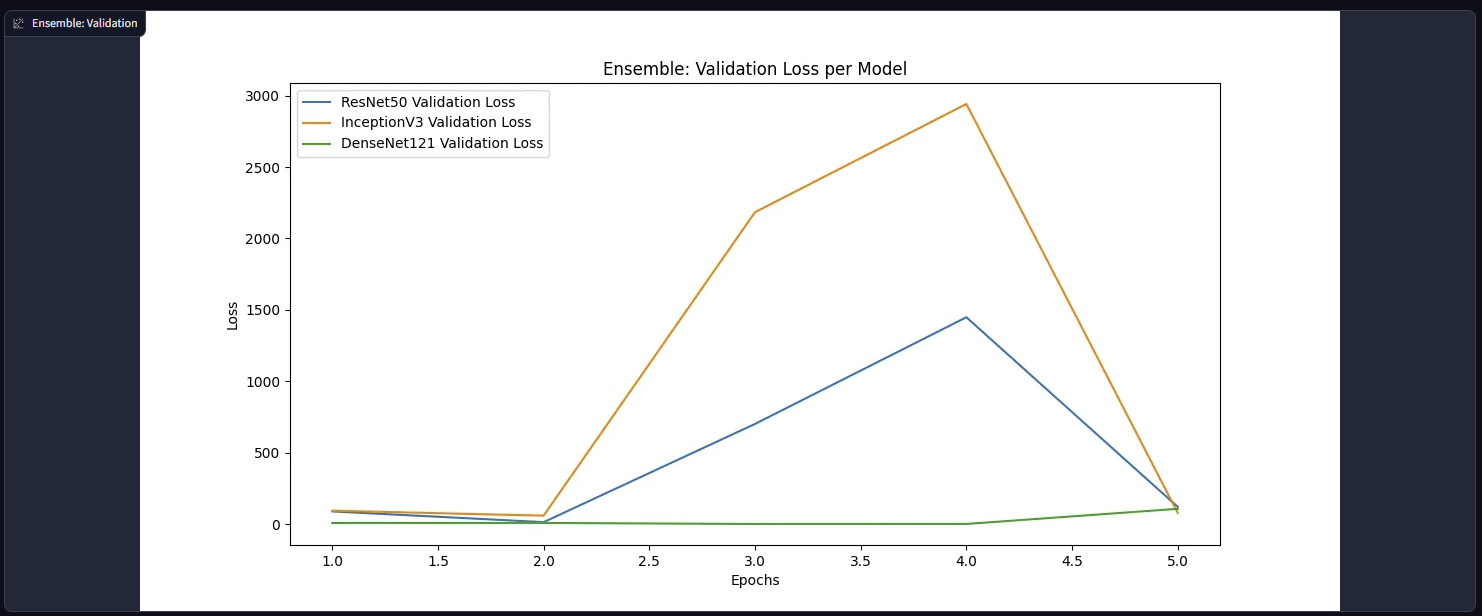 Ensemble: Validation
Ensemble: Validation Loss per Model
ResNet50 Validation Loss
InceptionV3 Validation Loss
DenseNet121 Validation Loss
3000
2500
2000
1500
1000
500
0
Loss
1.0 1.5 2.0 2.5 3.0 3.5 4.0 4.5 5.0
Epochs